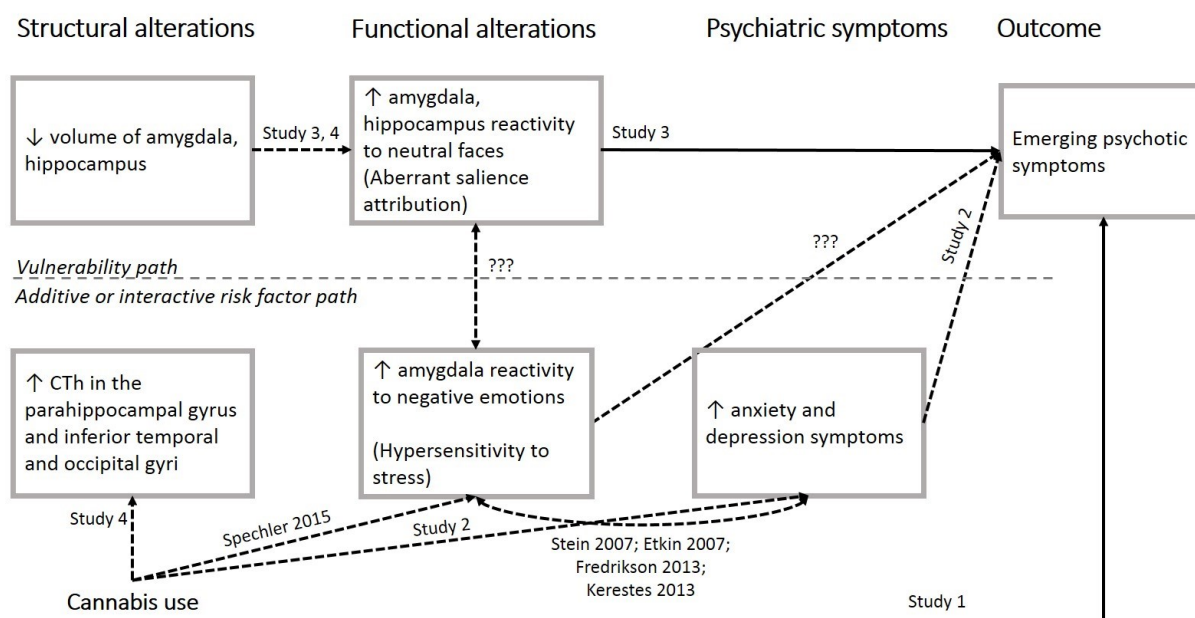 Structural alterations
Functional alterations
Psychiatric symptoms
Outcome
↓ volume of amygdala,
hippocampus
Study 3, 4
↑ amygdala,
hippocampus reactivity
to neutral faces
(Aberrant salience
attribution)
Study 3
Emerging psychotic
symptoms
???
???
Study 2
Vulnerability path
Additive or interactive risk factor path
↑ CTh in the
parahippocampal gyrus
and inferior temporal
and occipital gyri
↑ amygdala reactivity
to negative emotions
(Hypersensitivity to
stress)
↑ anxiety and
depression symptoms
Study 4
Spechler 2015
Study 2
Stein 2007; Etkin 2007;
Fredrikson 2013;
Kerestes 2013
Cannabis use
Study 1